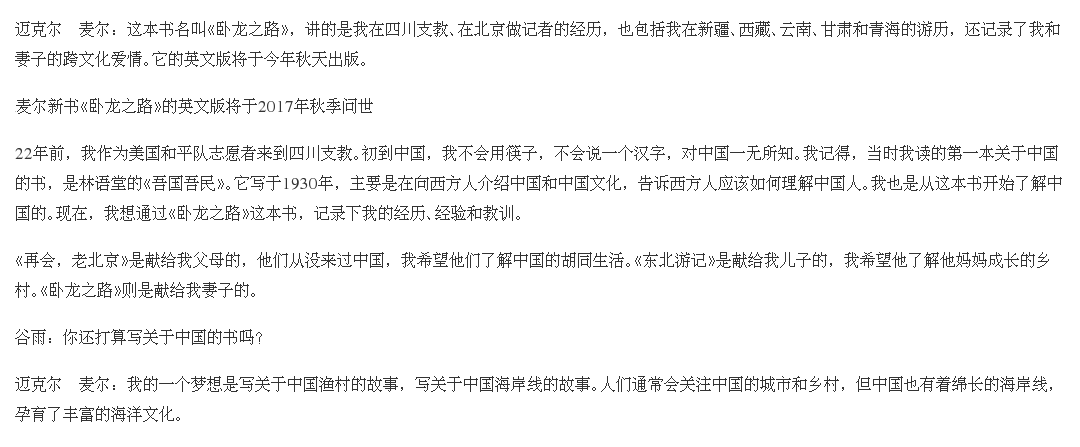 迈克尔　麦尔：这本书名叫《卧龙之路》，讲的是我在四川支教、在北京做记者的经历，也包括我在新疆、西藏、云南、甘肃和青海的游历，还记录了我和
妻子的跨文化爱情。它的英文版将于今年秋天出版。
麦尔新书《卧龙之路》的英文版将于2017年秋季问世
22年前，我作为美国和平队志愿者来到四川支教。初到中国，我不会用筷子，不会说一个汉字，对中国一无所知。我记得，当时我读的第一本关于中国
的书，是林语堂的《吾国吾民》。它写于1930年，主要是在向西方人介绍中国和中国文化，告诉西方人应该如何理解中国人。我也是从这本书开始了解中
国的。现在，我想通过《卧龙之路》这本书，记录下我的经历、经验和教训。
《再会，老北京》是献给我父母的，他们从没来过中国，我希望他们了解中国的胡同生活。《东北游记》是献给我儿子的，我希望他了解他妈妈成长的乡
村。《卧龙之路》则是献给我妻子的。
谷雨：你还打算写关于中国的书吗？
迈克尔　麦尔：我的一个梦想是写关于中国渔村的故事，写关于中国海岸线的故事。人们通常会关注中国的城市和乡村，但中国也有着绵长的海岸线，
孕育了丰富的海洋文化。